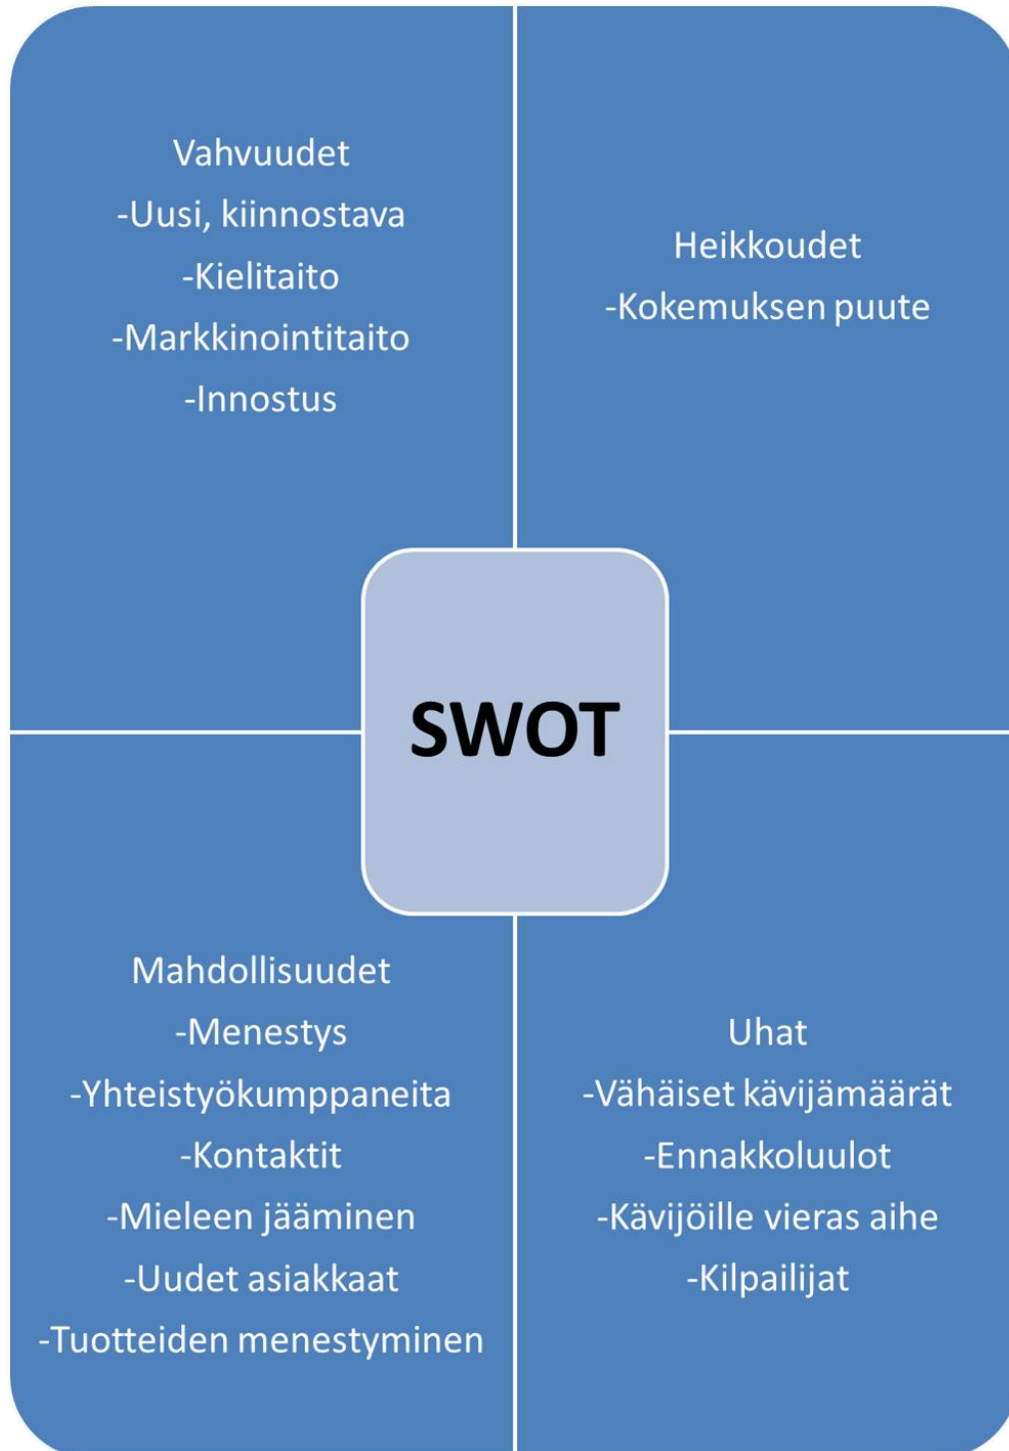 Vahvuudet
-Uusi, kiinnostava
-Kielitaito
-Markkinointitaito
-Innostus
Heikkoudet
-Kokemuksen puute
SWOT
Mahdollisuudet
-Menestys
-Yhteistyökumppaneita
-Kontaktit
-Mieleen jääminen
-Uudet asiakkaat
-Tuotteiden menestyminen
Uhat
-Vähäiset kävijämäärät
-Ennakkoluulot
-Kävijöille vieras aihe
-Kilpailijat